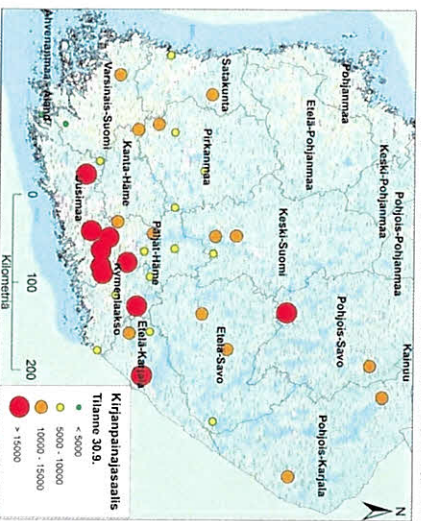 N
Kainuu
Pohjois-Pohjanmaa
Keski-Pohjanmaa
Pohjanmaa
Etelä-Pohjanmaa
Pohjois-Savo
Pohjois-Karjala
Keski-Suomi
Satakunta
Pirkanmaa
Etelä-Savo
Päijät-Häme
Kanta-Häme
Varsinais-Suomi
Etelä-Karjala
Kymenlaakso
Uusimaa
Ahvenanmaa-Åland
0
100
200
Kilometriä
Kirjanpainajasaalis
Tilanne 30.9.
< 5000
5000 - 10000
10000 - 15000
> 15000